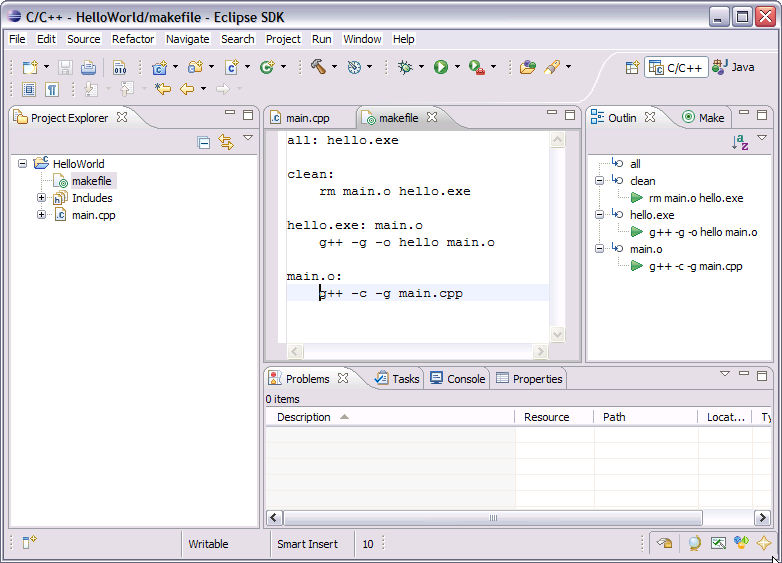 C/C++ - HelloWorld/makefile - Eclipse SDK
File Edit Source Refactor Navigate Search Project Run Window Help
010
C/C++ Java
Project Explorer
HelloWorld
makefile
Includes
main.cpp
main.cpp makefile
all: hello.exe
clean:
rm main.o hello.exe
hello.exe: main.o
g++ -g -o hello main.o
main.o:
g++ -c -g main.cpp
Outlin Make
all
clean
rm main.o hello.exe
hello.exe
g++ -g -o hello main.o
main.o
g++ -c -g main.cpp
Problems Tasks Console Properties
0 items
Description Resource Path Locat... Ty
Writable Smart Insert 10